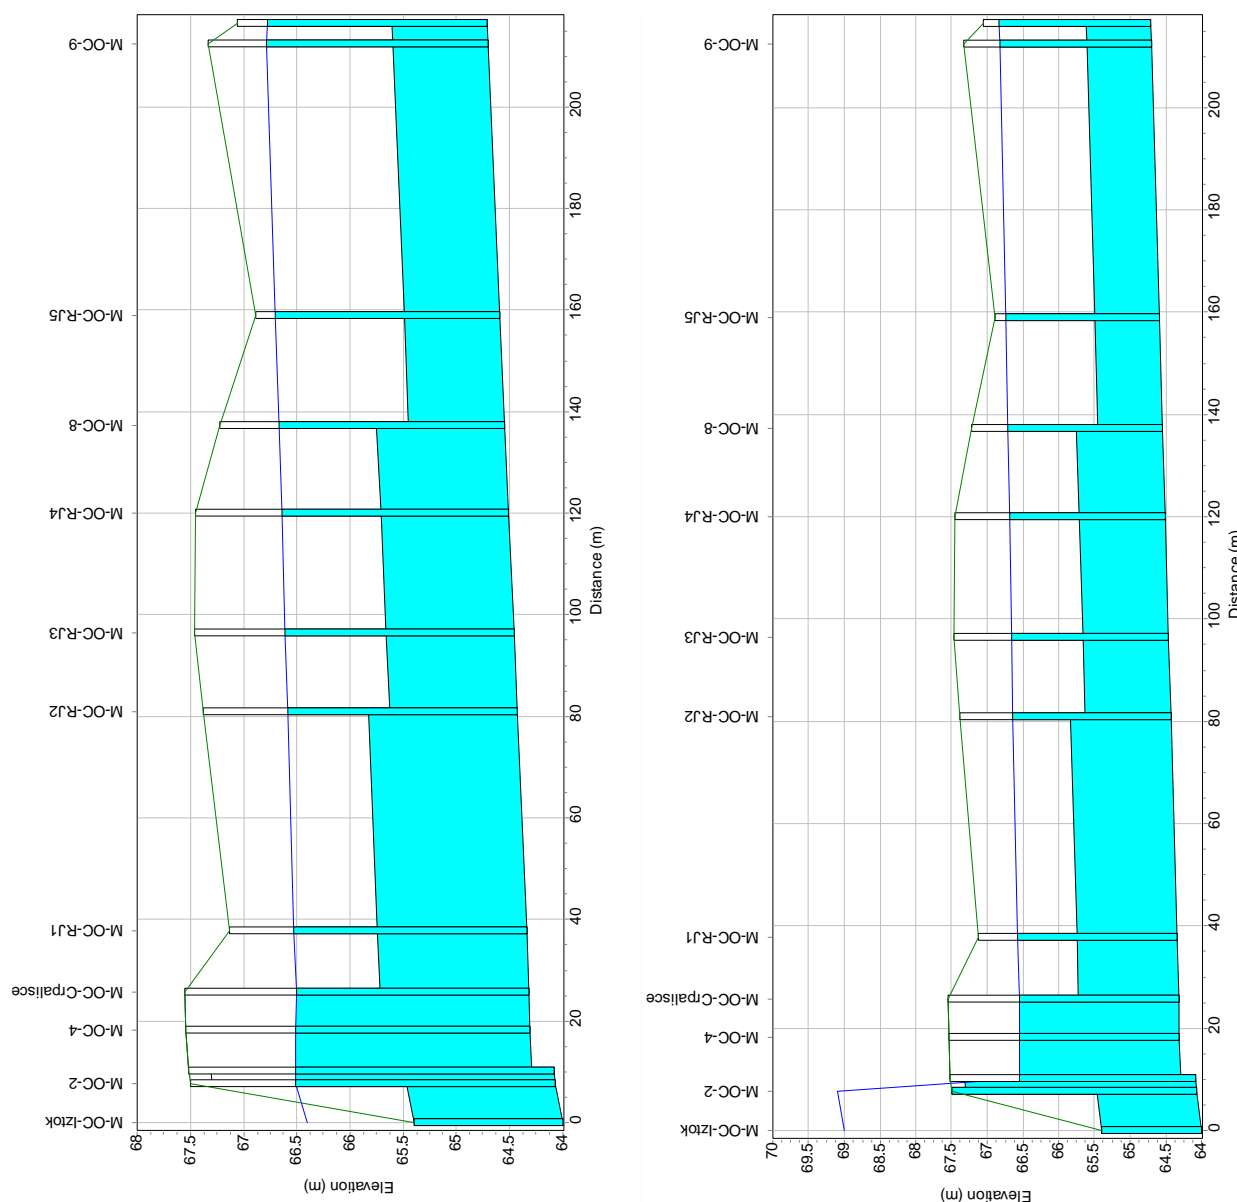 M-OC-9
M-OC-RJ5
M-OC-8
M-OC-RJ4
M-OC-RJ3
M-OC-RJ2
M-OC-RJ1
M-OC-Crpalisce
M-OC-4
M-OC-2
M-OC-Iztok
68
67.5
67
66.5
66
65.5
65
64.5
64
Elevation (m)
0
20
40
60
80
100
120
140
160
180
200
Distance (m)
M-OC-9
M-OC-RJ5
M-OC-8
M-OC-RJ4
M-OC-RJ3
M-OC-RJ2
M-OC-RJ1
M-OC-Crpalisce
M-OC-4
M-OC-2
M-OC-Iztok
70
69.5
69
68.5
68
67.5
67
66.5
66
65.5
65
64.5
64
Elevation (m)
0
20
40
60
80
100
120
140
160
180
200
Distance (m)